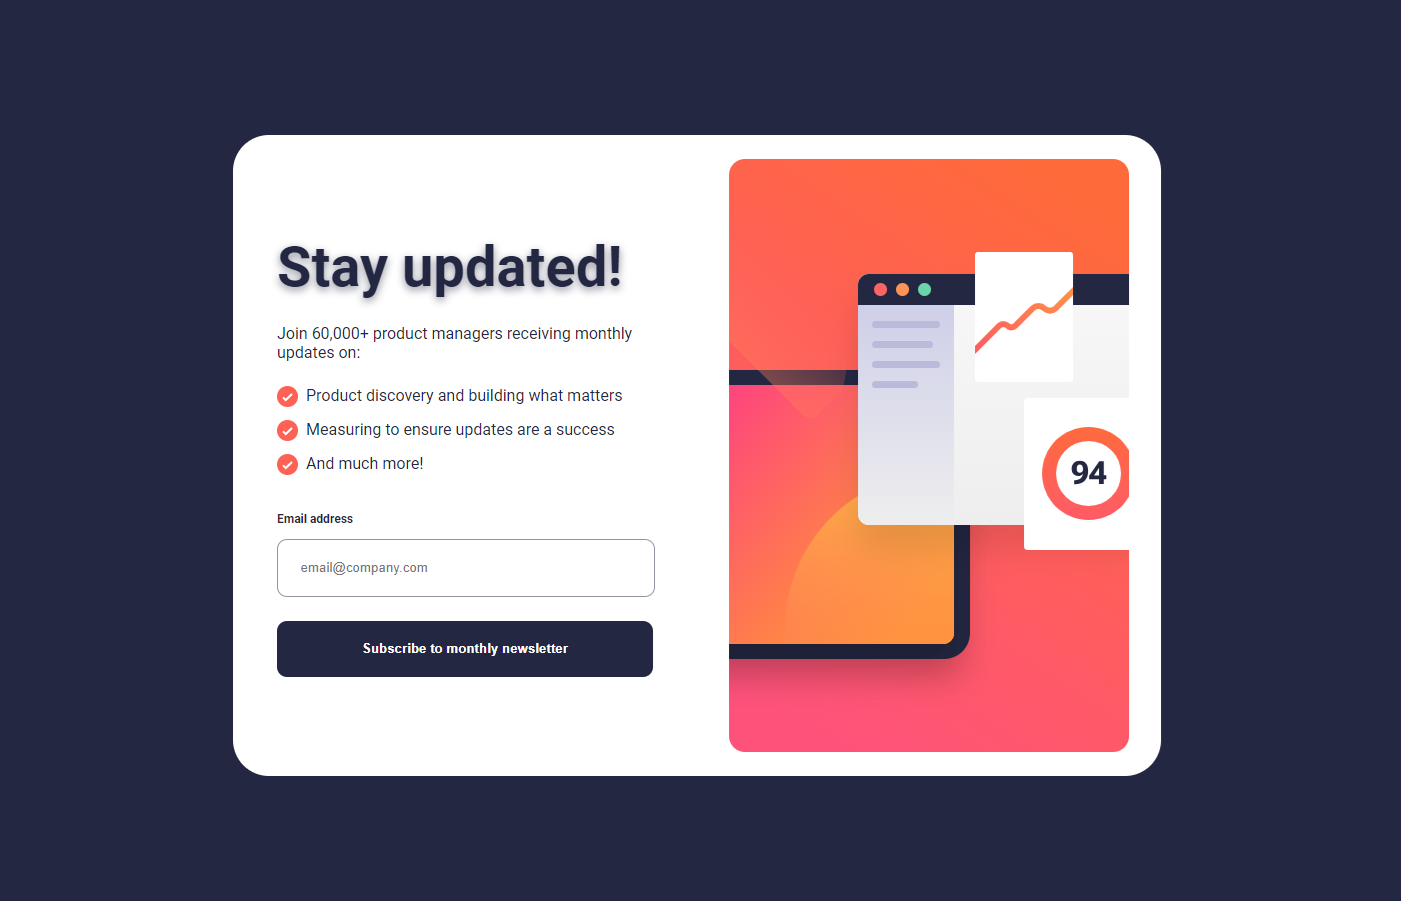 Stay updated!
Join 60,000+ product managers receiving monthly
updates on:
Product discovery and building what matters
Measuring to ensure updates are a success
And much more!
Email address
email@company.com
Subscribe to monthly newsletter
94